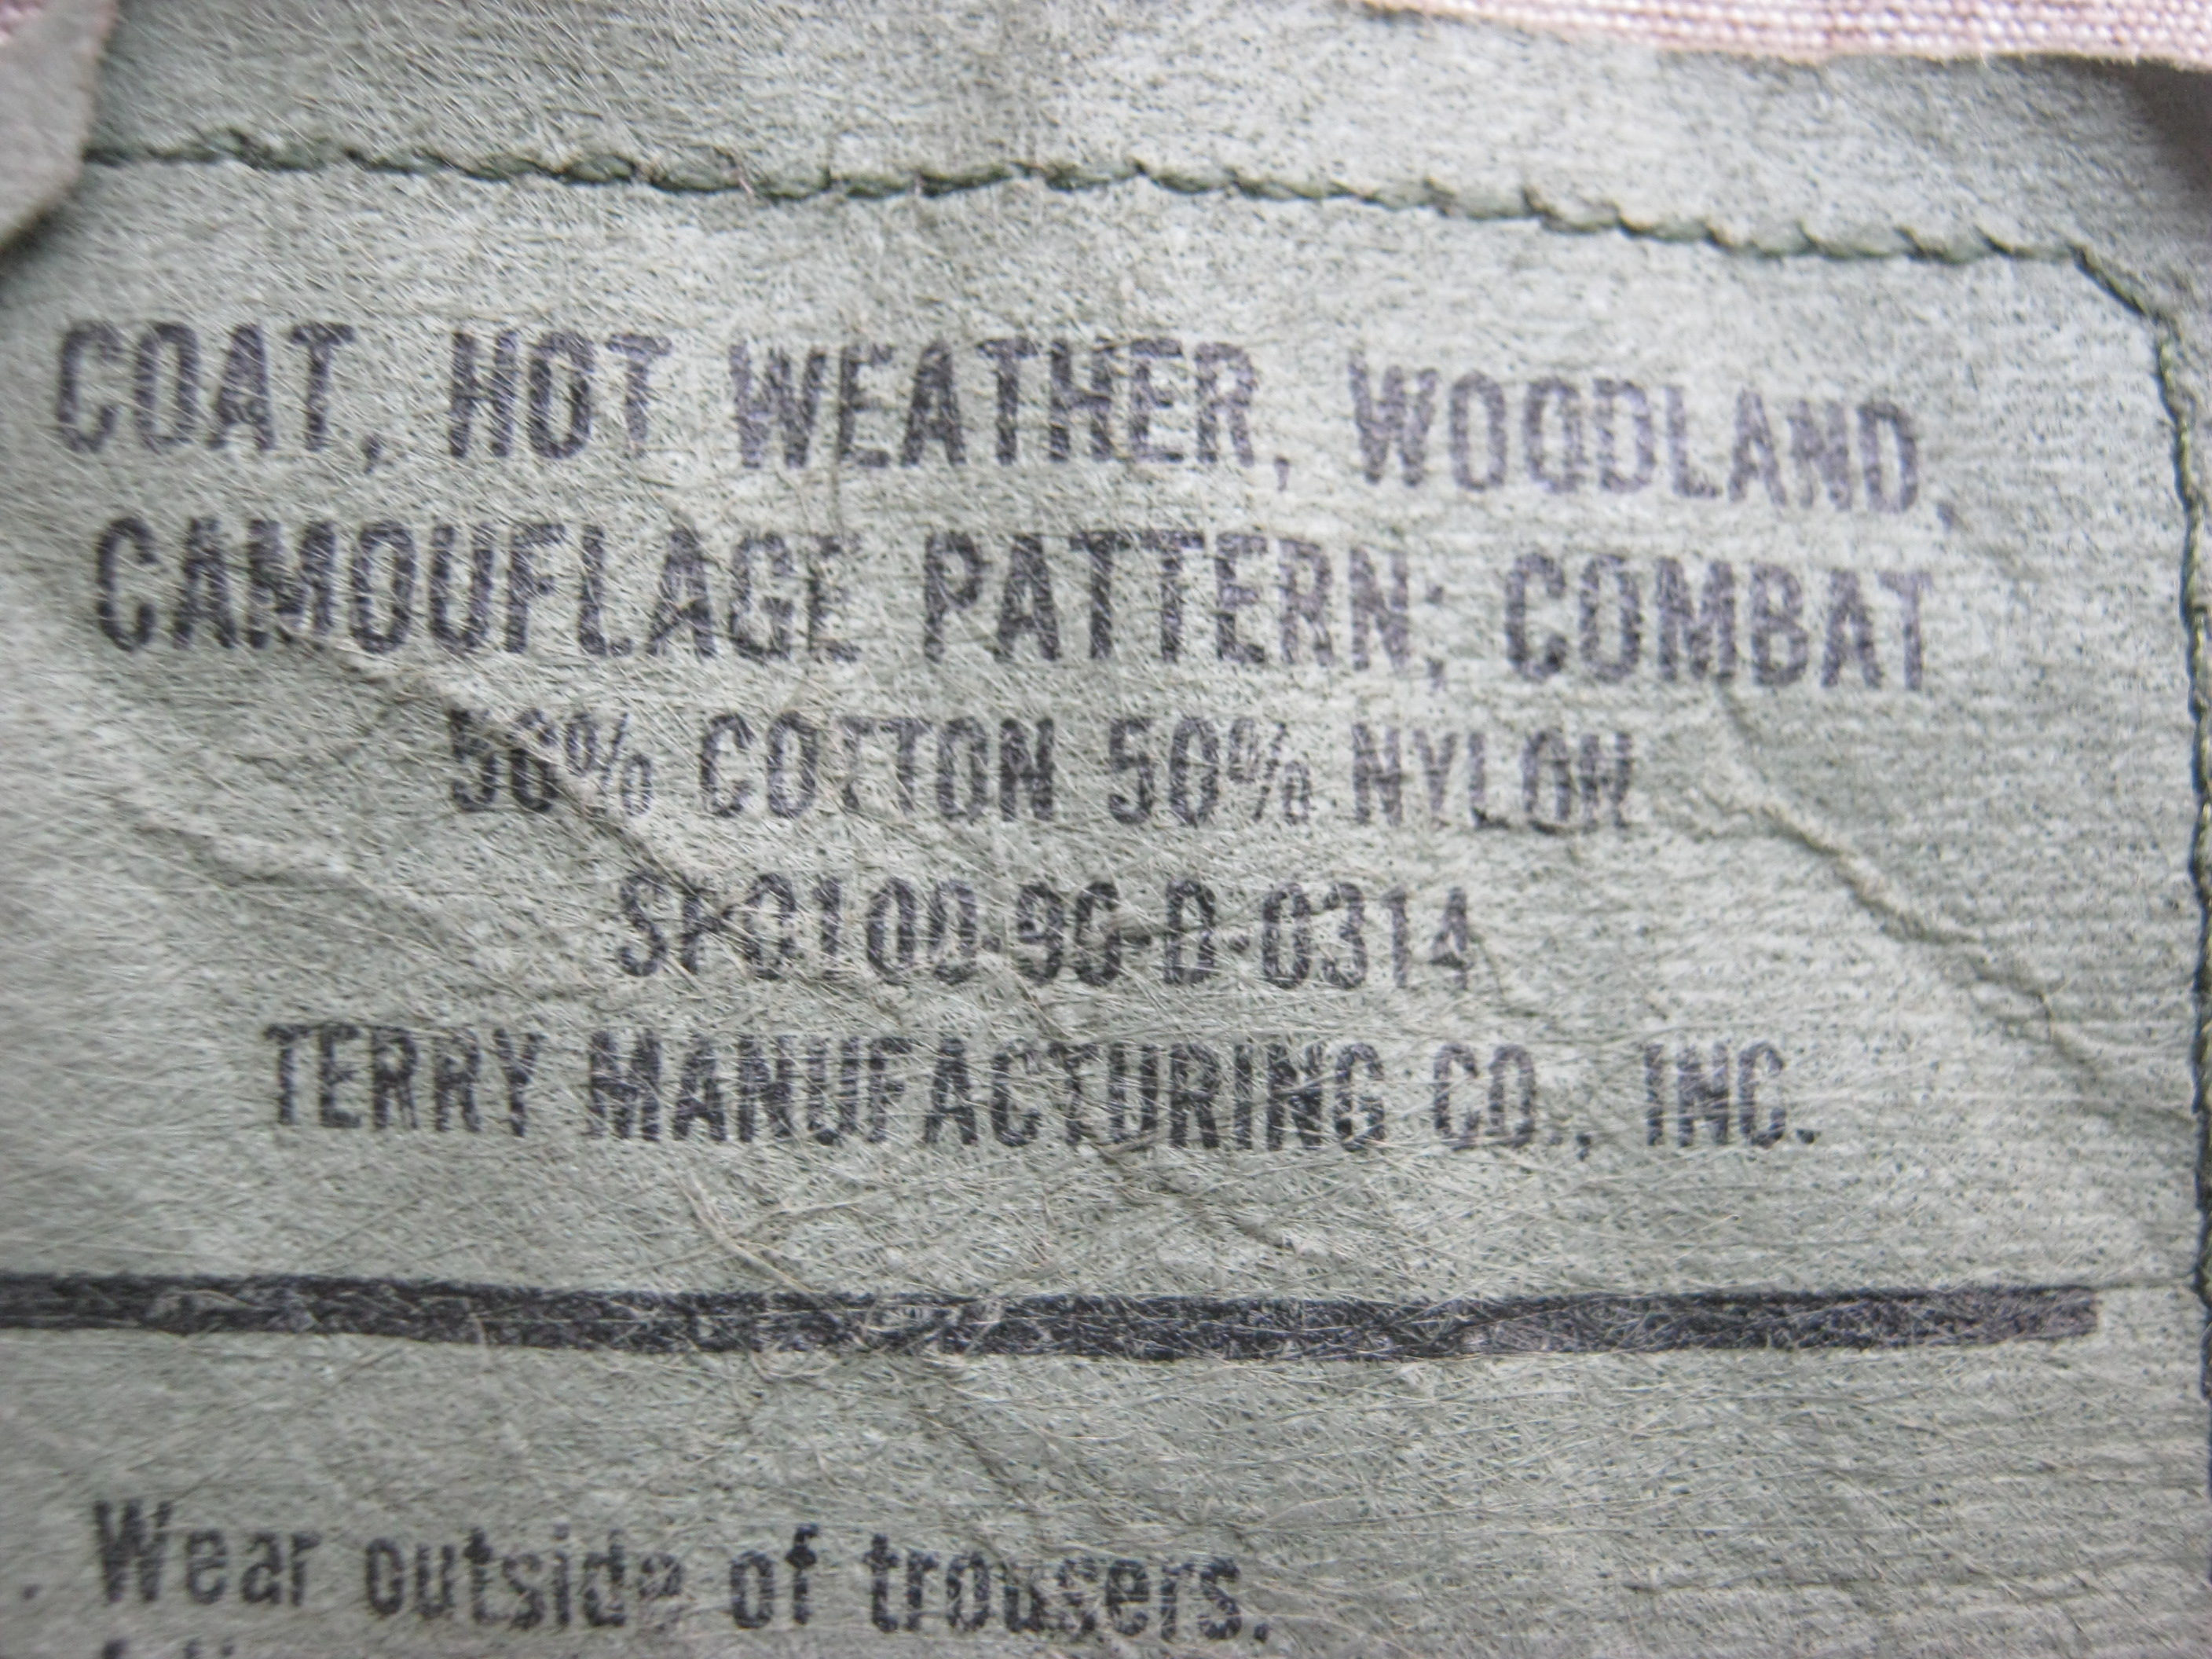 COAT, HOT WEATHER, WOODLAND,
CAMOUFLAGE PATTERN; COMBAT
50% COTTON 50% NYLON
SPO100-90-D-0314
TERRY MANUFACTURING CO., INC.
. Wear outside of trousers.